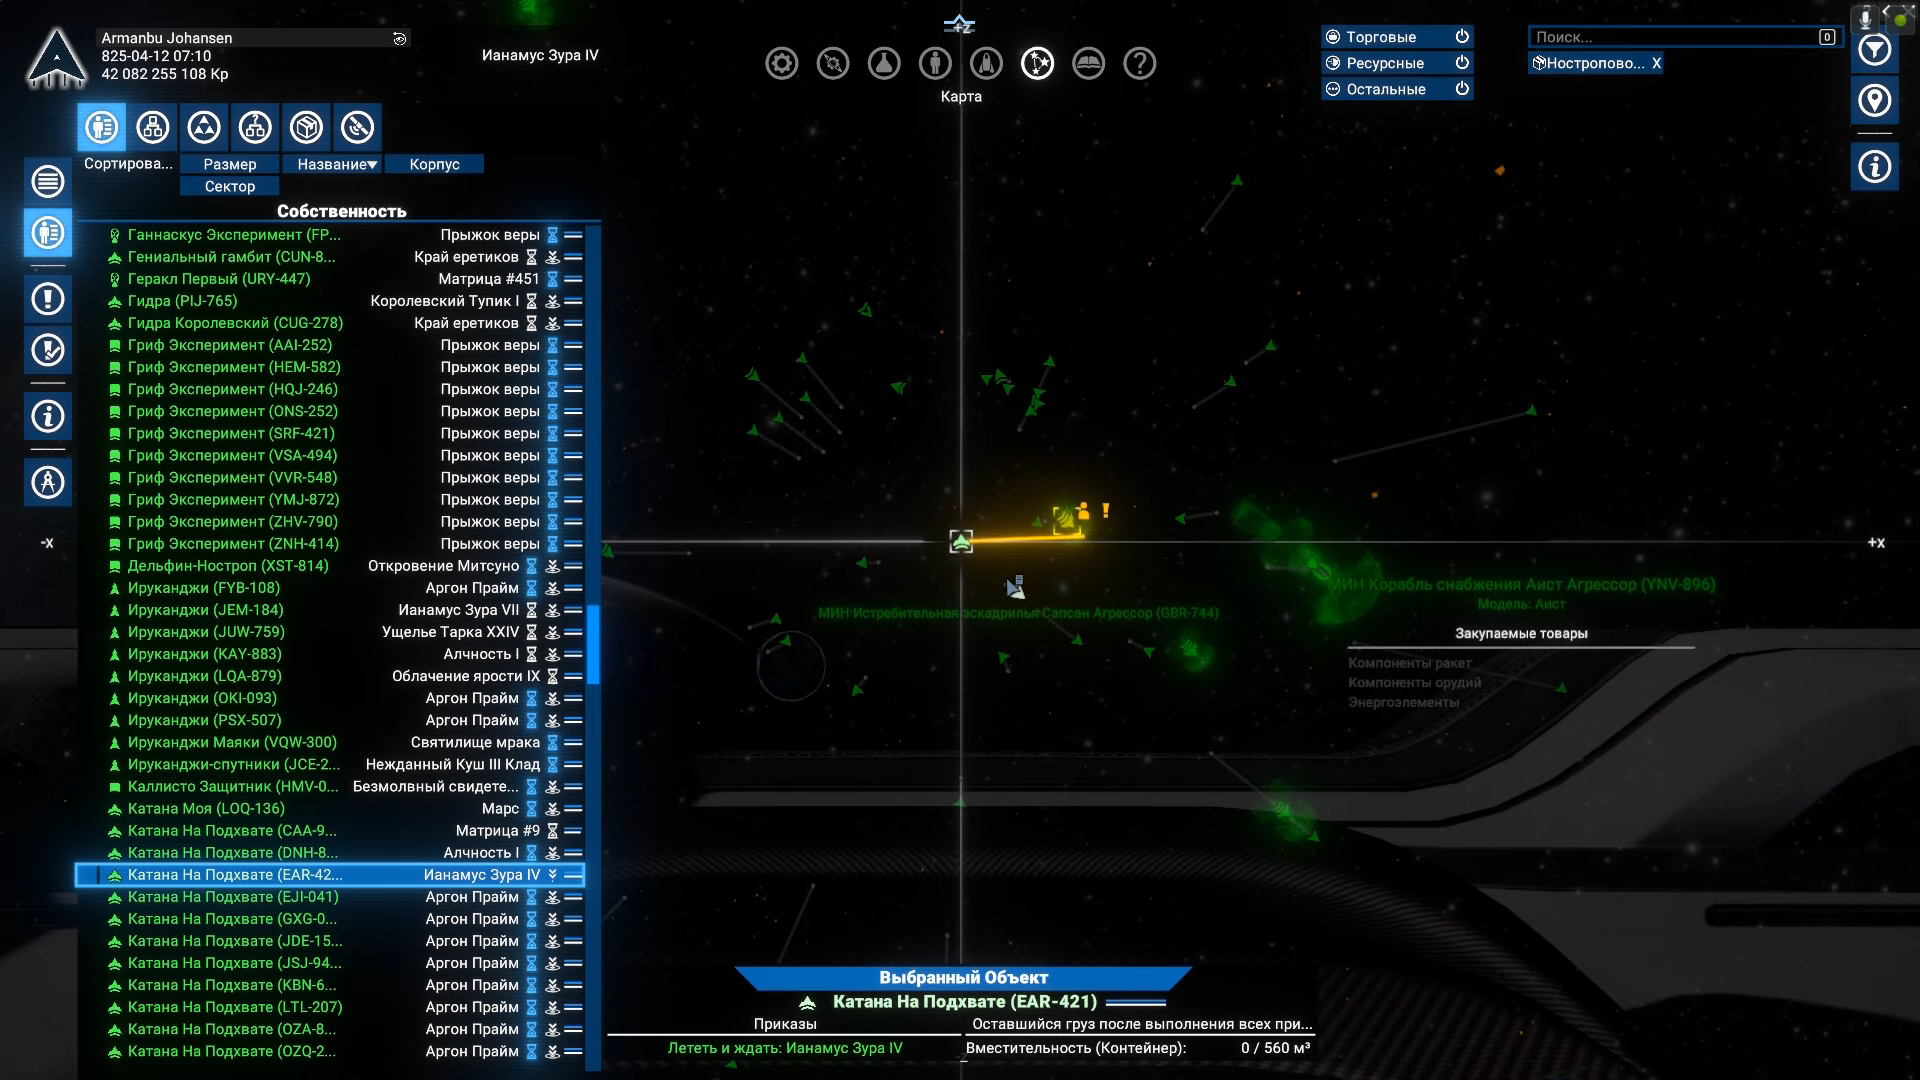 Armanbu Johansen
825-04-12 07:10
42 082 255 108 Кр
Ианамус Зура IV
+Z
Карта
Торговые
Ресурсные
Остальные
Поиск...
0
Ностропово... X
Сортирова...
Размер
Название▼
Корпус
Сектор
Собственность
Ганнаскус Эксперимент (FP... Прыжок веры
Гениальный гамбит (CUN-8... Край еретиков
Геракл Первый (URY-447) Матрица #451
Гидра (PIJ-765) Королевский Тупик I
Гидра Королевский (CUG-278) Край еретиков
Гриф Эксперимент (AAI-252) Прыжок веры
Гриф Эксперимент (HEM-582) Прыжок веры
Гриф Эксперимент (HQJ-246) Прыжок веры
Гриф Эксперимент (ONS-252) Прыжок веры
Гриф Эксперимент (SRF-421) Прыжок веры
Гриф Эксперимент (VSA-494) Прыжок веры
Гриф Эксперимент (VVR-548) Прыжок веры
Гриф Эксперимент (YMJ-872) Прыжок веры
Гриф Эксперимент (ZHV-790) Прыжок веры
Гриф Эксперимент (ZNH-414) Прыжок веры
Дельфин-Ностроп (XST-814) Откровение Митсуно
Ируканджи (FYB-108) Аргон Прайм
Ируканджи (JEM-184) Ианамус Зура VII
Ируканджи (JUW-759) Ущелье Тарка XXIV
Ируканджи (KAY-883) Алчность I
Ируканджи (LQA-879) Облачение ярости IX
Ируканджи (OKI-093) Аргон Прайм
Ируканджи (PSX-507) Аргон Прайм
Ируканджи Маяки (VQW-300) Святилище мрака
Ируканджи-спутники (JCE-2... Нежданный Куш III Клад
Каллисто Защитник (HMV-0... Безмолвный свидете...
Катана Моя (LOQ-136) Марс
Катана На Подхвате (CAA-9... Матрица #9
Катана На Подхвате (DNH-8... Алчность I
Катана На Подхвате (EAR-42... Ианамус Зура IV
Катана На Подхвате (EJI-041) Аргон Прайм
Катана На Подхвате (GXG-0... Аргон Прайм
Катана На Подхвате (JDE-15... Аргон Прайм
Катана На Подхвате (JSJ-94... Аргон Прайм
Катана На Подхвате (KBN-6... Аргон Прайм
Катана На Подхвате (LTL-207) Аргон Прайм
Катана На Подхвате (OZA-8... Аргон Прайм
Катана На Подхвате (OZQ-2... Аргон Прайм
-X
+X
МИН Истребительная эскадрилья Сапсан Агрессор (GBR-744)
МИН Корабль снабжения Аист Агрессор (YNV-896)
Модель: Аист
Закупаемые товары
Компоненты ракет
Компоненты орудий
Энергоэлементы
Выбранный Объект
Катана На Подхвате (EAR-421)
Приказы
Оставшийся груз после выполнения всех при...
Лететь и ждать: Ианамус Зура IV
Вместительность (Контейнер): 0 / 560 м³